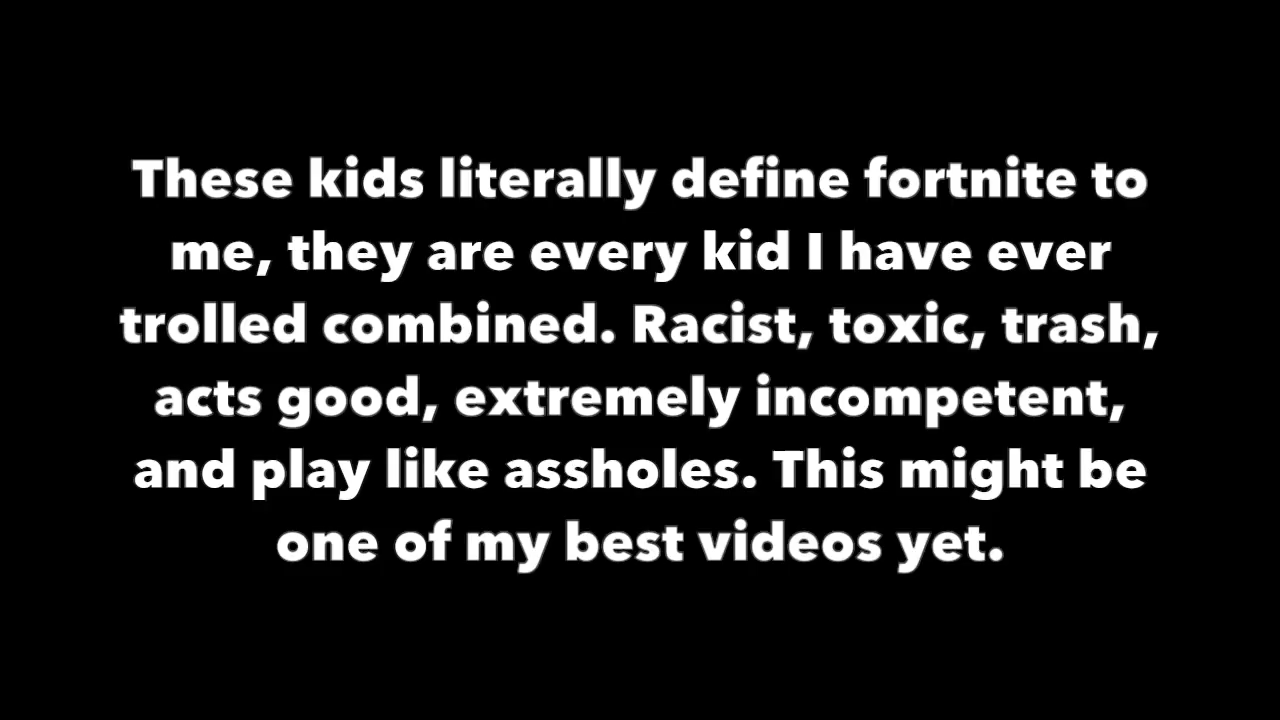 These kids literally define fortnite to
me, they are every kid I have ever
trolled combined. Racist, toxic, trash,
acts good, extremely incompetent,
and play like assholes. This might be
one of my best videos yet.